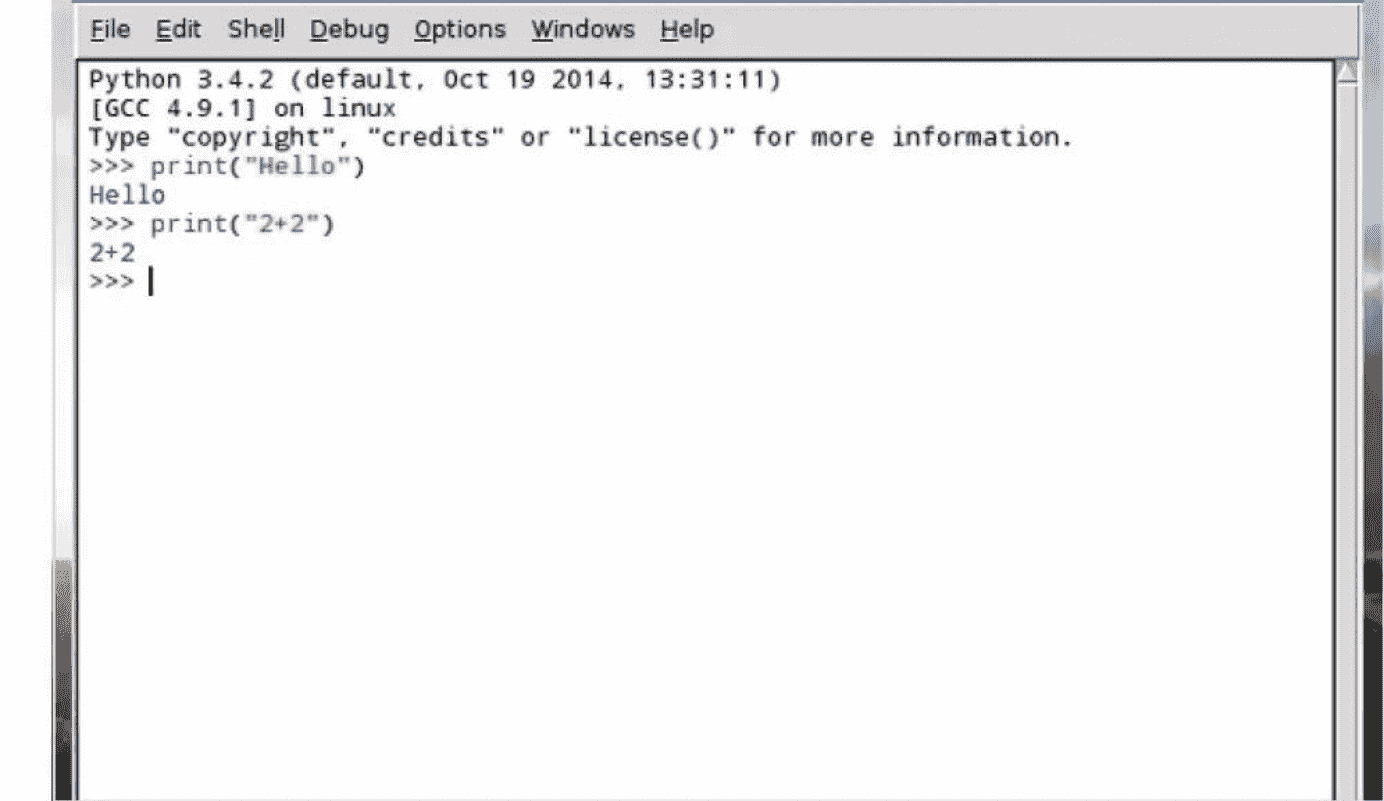 File Edit Shell Debug Options Windows Help
Python 3.4.2 (default, Oct 19 2014, 13:31:11)
[GCC 4.9.1] on linux
Type "copyright", "credits" or "license()" for more information.
>>> print("Hello")
Hello
>>> print("2+2")
2+2
>>>